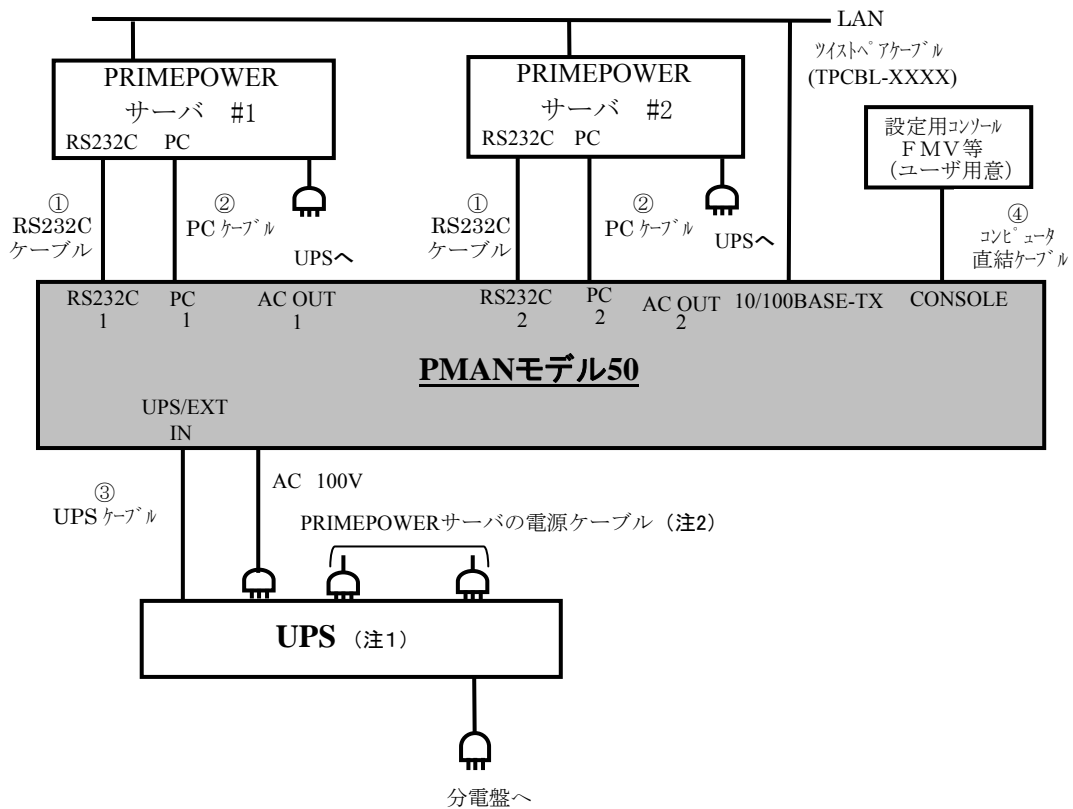 LAN
ﾂｲｽﾄﾍﾟｱｹｰﾌﾞﾙ
(TPCBL-XXXX)
PRIMEPOWER
サーバ #1
RS232C PC
PRIMEPOWER
サーバ #2
RS232C PC
設定用ｺﾝｿｰﾙ
ＦＭＶ等
(ユーザ用意)
①
RS232C
ケーブル
②
PCｹｰﾌﾞﾙ
UPSへ
①
RS232C
ケーブル
②
PCｹｰﾌﾞﾙ
UPSへ
④
ｺﾝﾋﾟｭｰﾀ
直結ｹｰﾌﾞﾙ
RS232C
1
PC
1
AC OUT
1
RS232C
2
PC
2
AC OUT
2
10/100BASE-TX
CONSOLE
PMANモデル50
UPS/EXT
IN
③
UPSｹｰﾌﾞﾙ
AC 100V
PRIMEPOWERサーバの電源ケーブル（注2）
UPS（注1）
分電盤へ